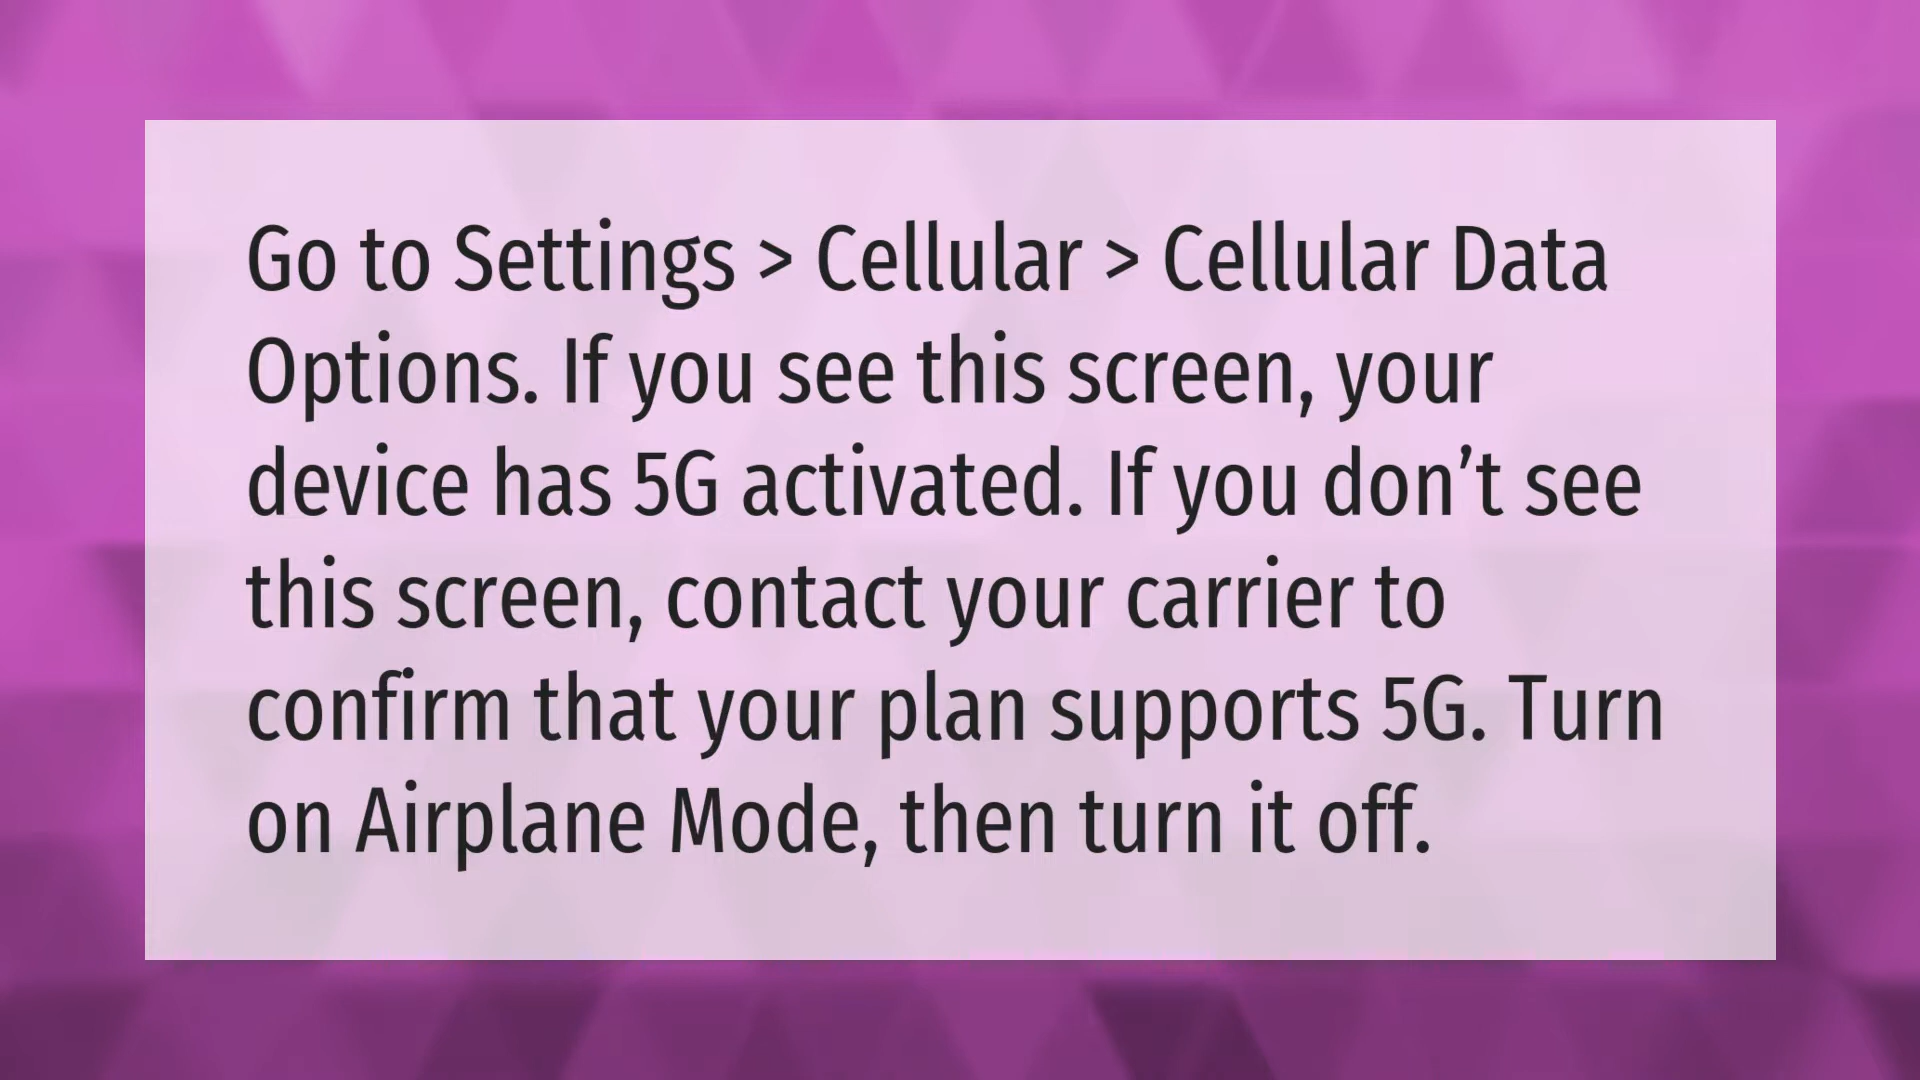 Go to Settings > Cellular > Cellular Data
Options. If you see this screen, your
device has 5G activated. If you don’t see
this screen, contact your carrier to
confirm that your plan supports 5G. Turn
on Airplane Mode, then turn it off.